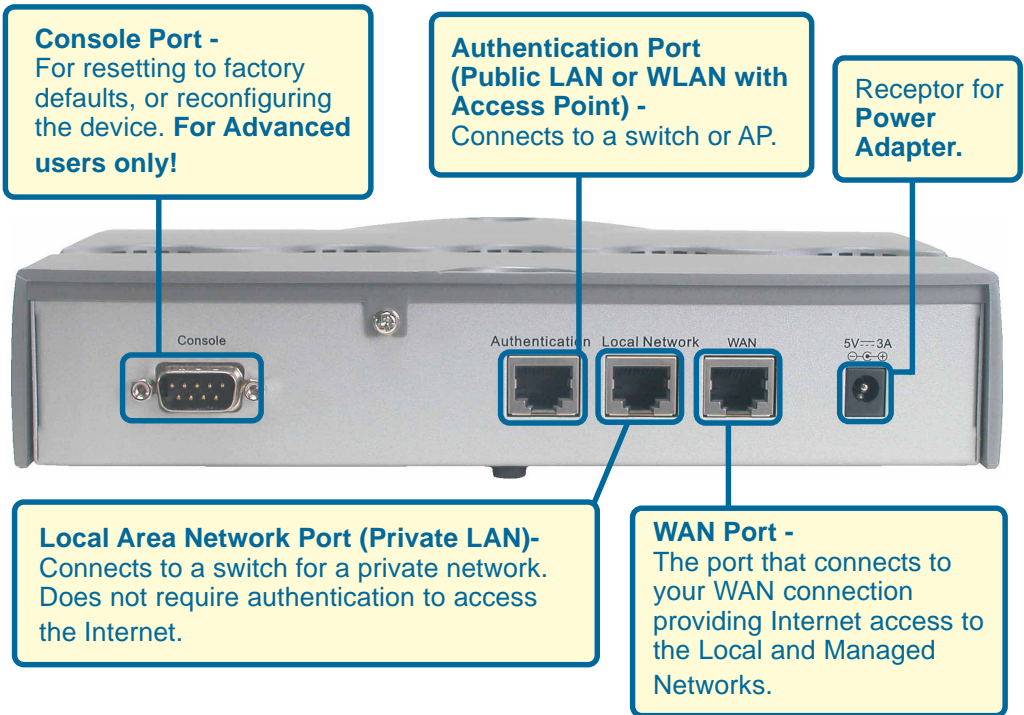 Console Port -
For resetting to factory
defaults, or reconfiguring
the device. For Advanced
users only!
Authentication Port
(Public LAN or WLAN with
Access Point) -
Connects to a switch or AP.
Receptor for
Power
Adapter.
Console
Authentication
Local Network
WAN
5V⎓3A
Local Area Network Port (Private LAN)-
Connects to a switch for a private network.
Does not require authentication to access
the Internet.
WAN Port -
The port that connects to
your WAN connection
providing Internet access to
the Local and Managed
Networks.